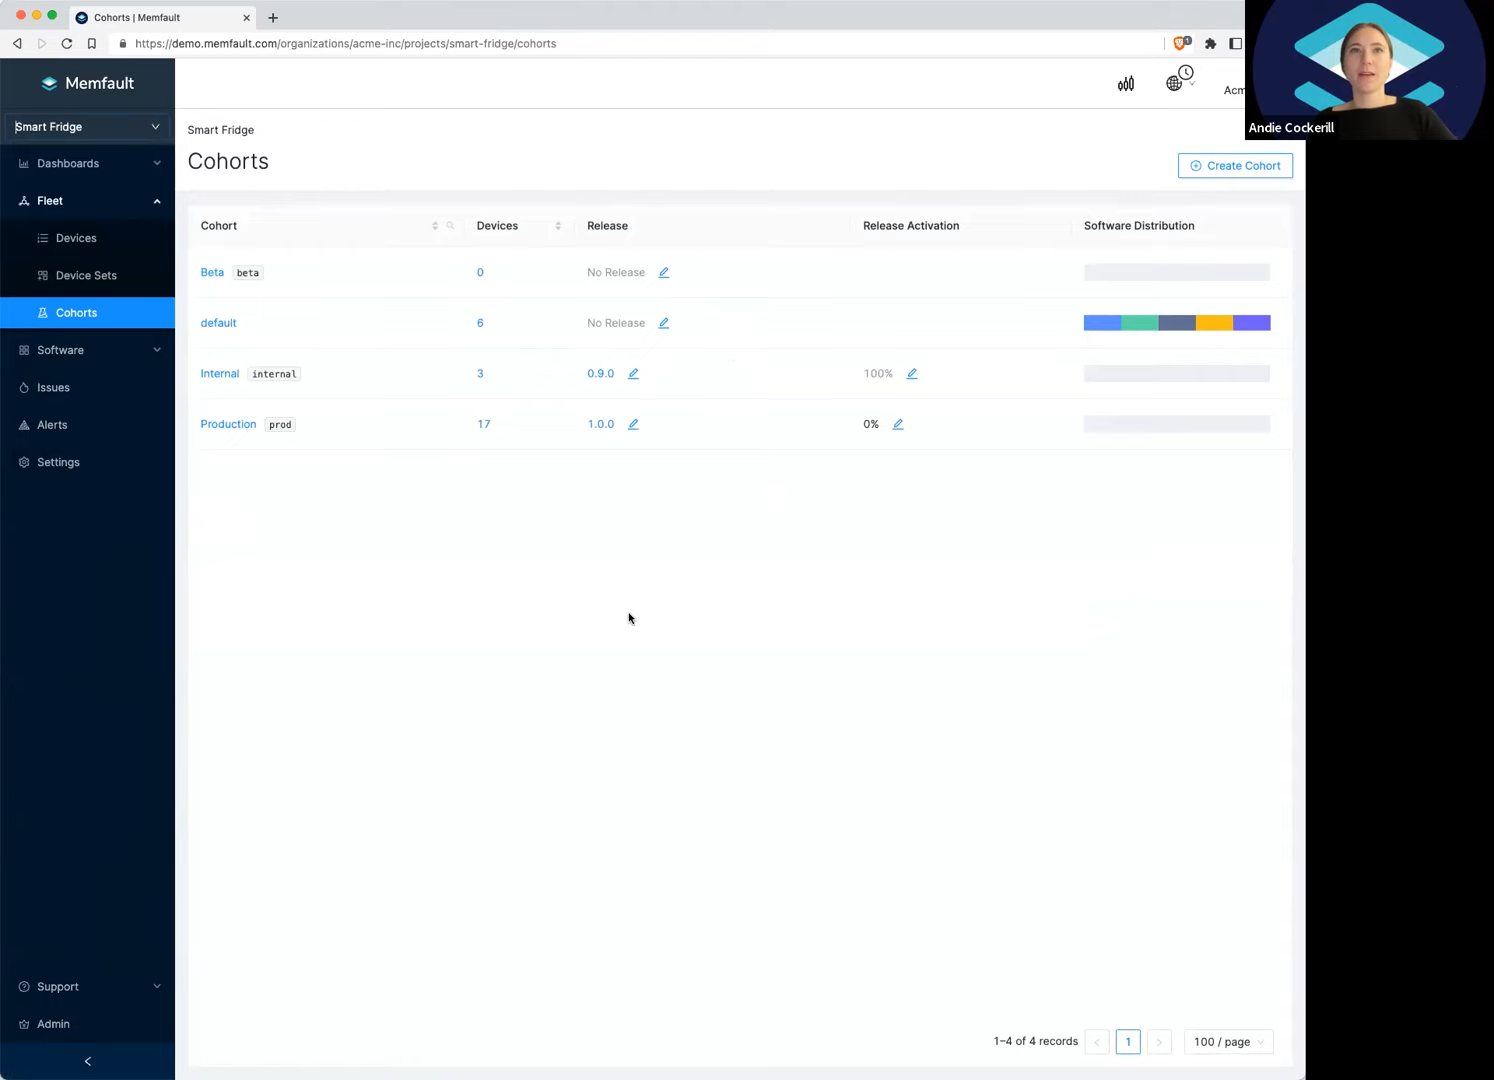 Cohorts | Memfault
https://demo.memfault.com/organizations/acme-inc/projects/smart-fridge/cohorts
1
Memfault
Acm
Andie Cockerill
Smart Fridge
Smart Fridge
Cohorts
Create Cohort
Dashboards
Fleet
Devices
Device Sets
Cohorts
Software
Issues
Alerts
Settings
Support
Admin
Cohort Devices Release Release Activation Software Distribution
Beta beta 0 No Release
default 6 No Release
Internal internal 3 0.9.0 100%
Production prod 17 1.0.0 0%
1–4 of 4 records 1 100 / page